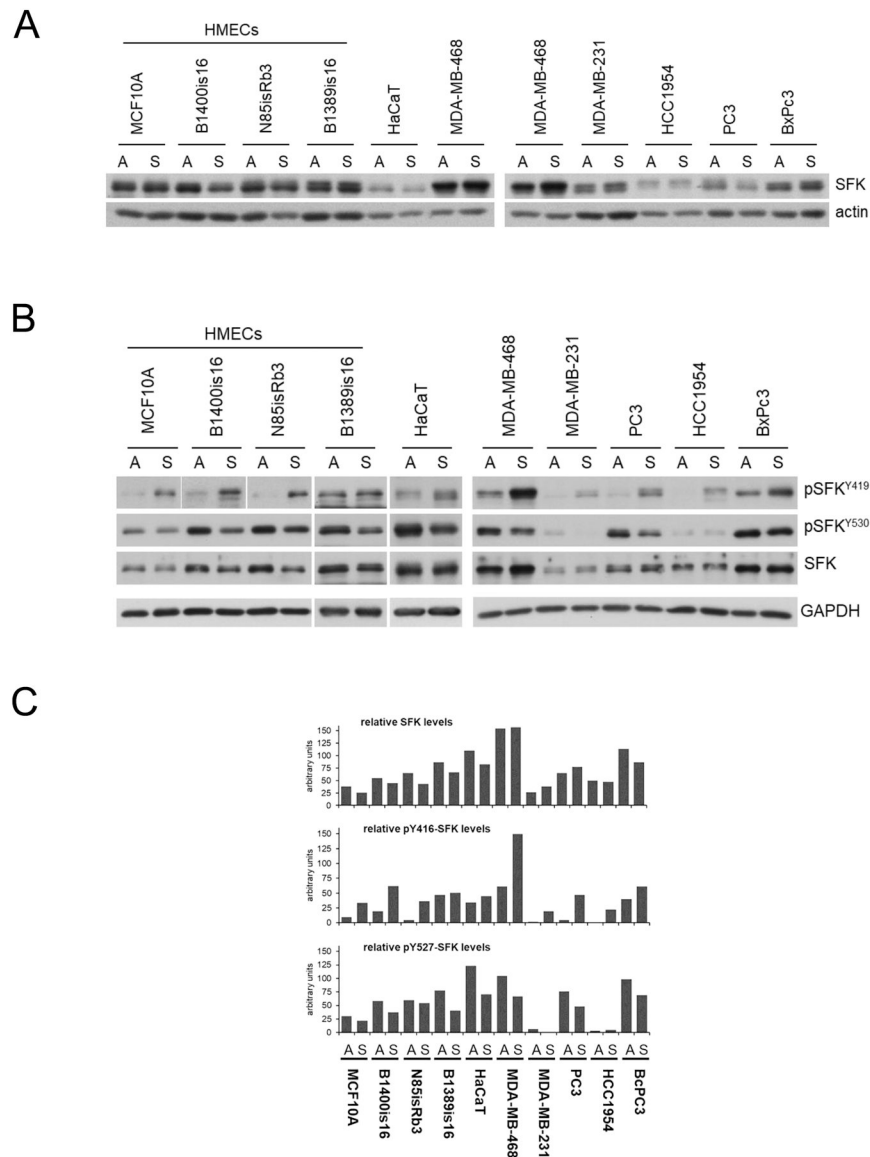 A
HMECs
MCF10A
B1400is16
N85isRb3
B1389is16
HaCaT
MDA-MB-468
MDA-MB-468
MDA-MB-231
HCC1954
PC3
BxPc3
A S A S A S A S A S A S A S A S A S A S A S
SFK
actin
B
HMECs
MCF10A
B1400is16
N85isRb3
B1389is16
HaCaT
MDA-MB-468
MDA-MB-231
PC3
HCC1954
BxPc3
A S A S A S A S A S A S A S A S A S A S
pSFKY419
pSFKY530
SFK
GAPDH
C
relative SFK levels
arbitrary units
150
125
100
75
50
25
0
relative pY416-SFK levels
arbitrary units
150
125
100
75
50
25
0
relative pY527-SFK levels
arbitrary units
150
125
100
75
50
25
0
A S A S A S A S A S A S A S A S A S A S
MCF10A
B1400is16
N85isRb3
B1389is16
HaCaT
MDA-MB-468
MDA-MB-231
PC3
HCC1954
BcPC3